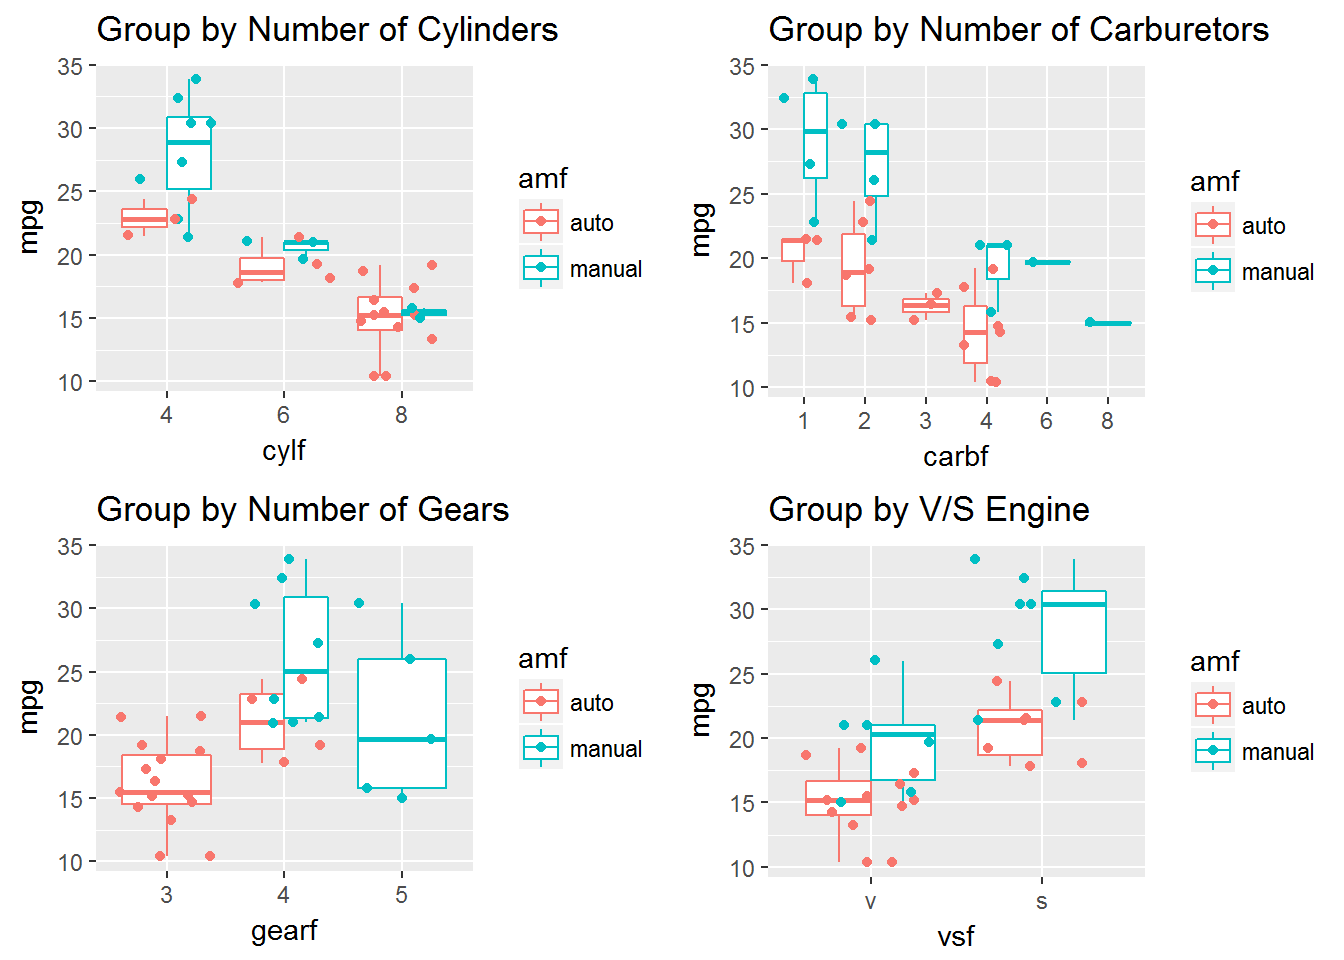 Group by Number of Cylinders
35
30
25
20
15
10
mpg
4 6 8
cylf
amf
auto
manual
Group by Number of Carburetors
35
30
25
20
15
10
mpg
1 2 3 4 6 8
carbf
amf
auto
manual
Group by Number of Gears
35
30
25
20
15
10
mpg
3 4 5
gearf
amf
auto
manual
Group by V/S Engine
35
30
25
20
15
10
mpg
v s
vsf
amf
auto
manual